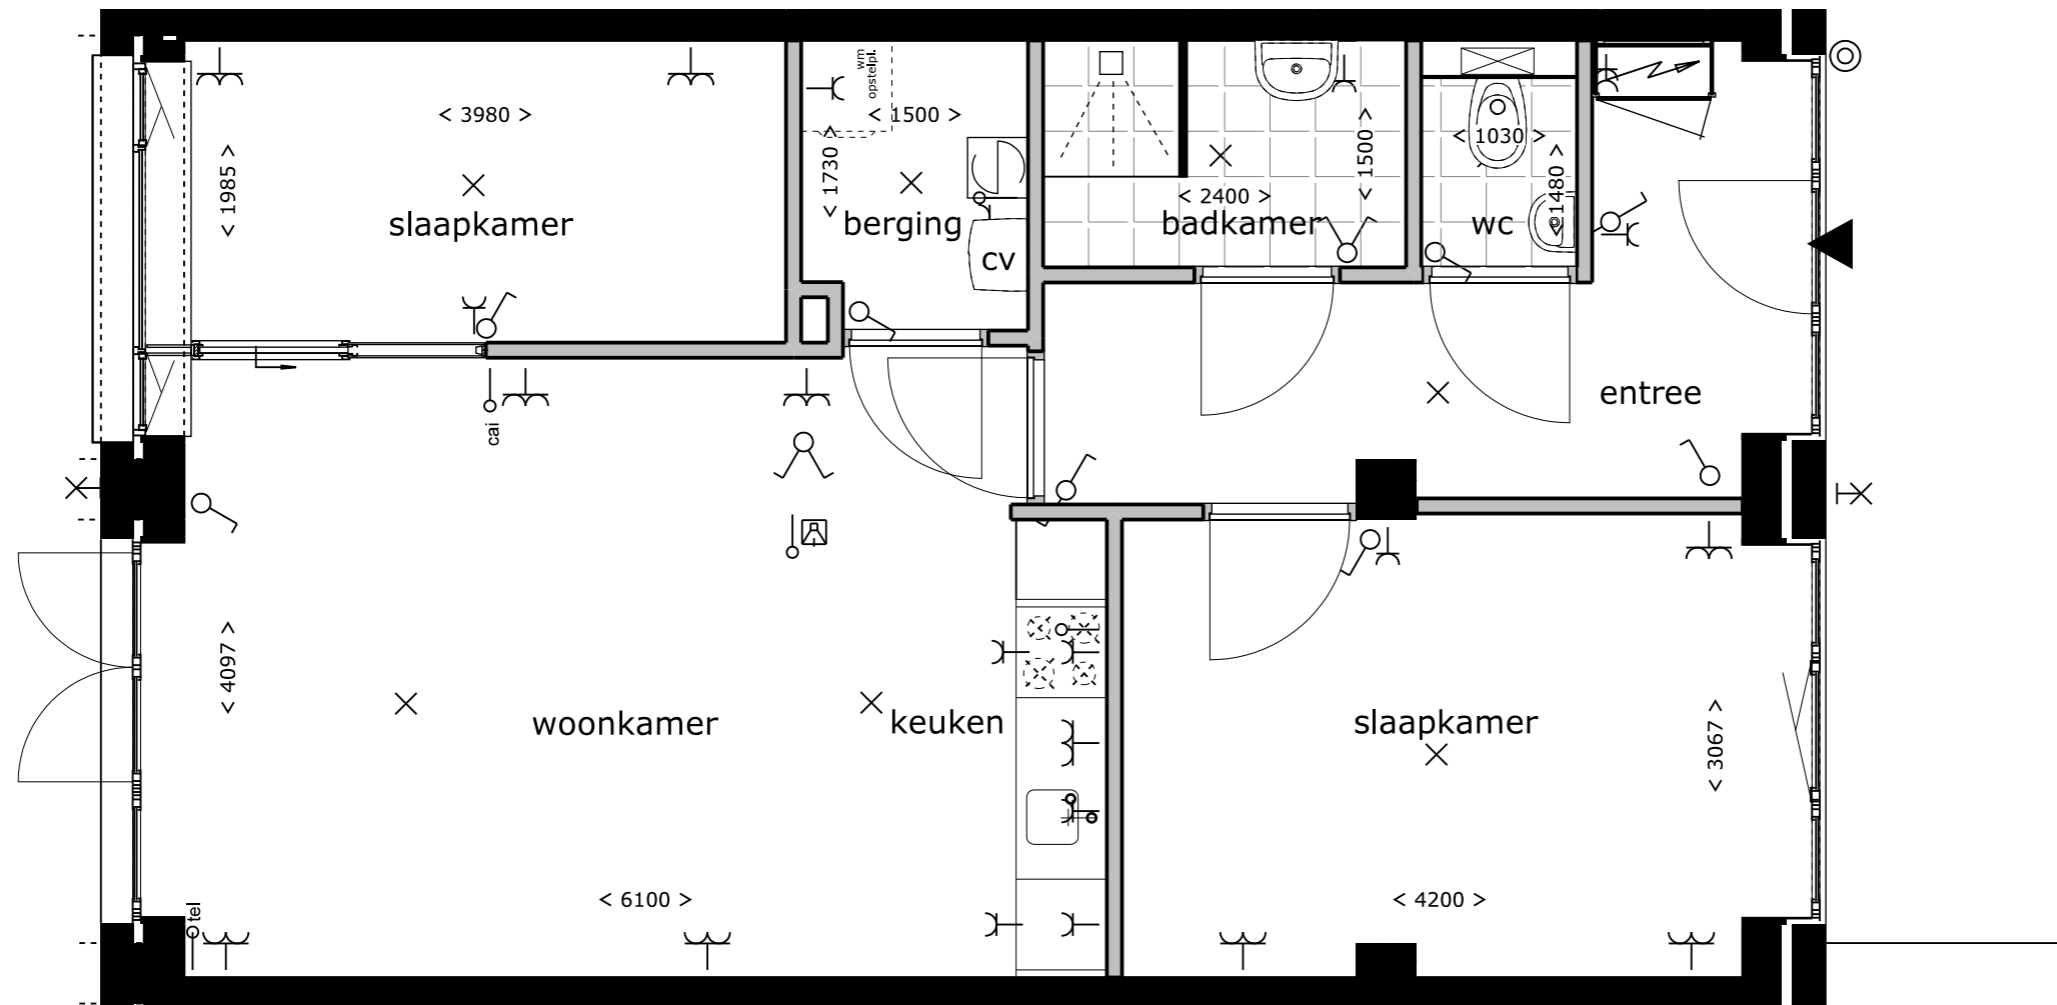 wm
opstelpl.
< 3980 >
< 1500 >
< 1030 >
< 1985 >
< 1730 >
< 1500 >
< 1480 >
< 2400 >
slaapkamer
berging
badkamer
wc
cv
entree
cai
< 4097 >
woonkamer
keuken
slaapkamer
< 3067 >
< 6100 >
< 4200 >
tel